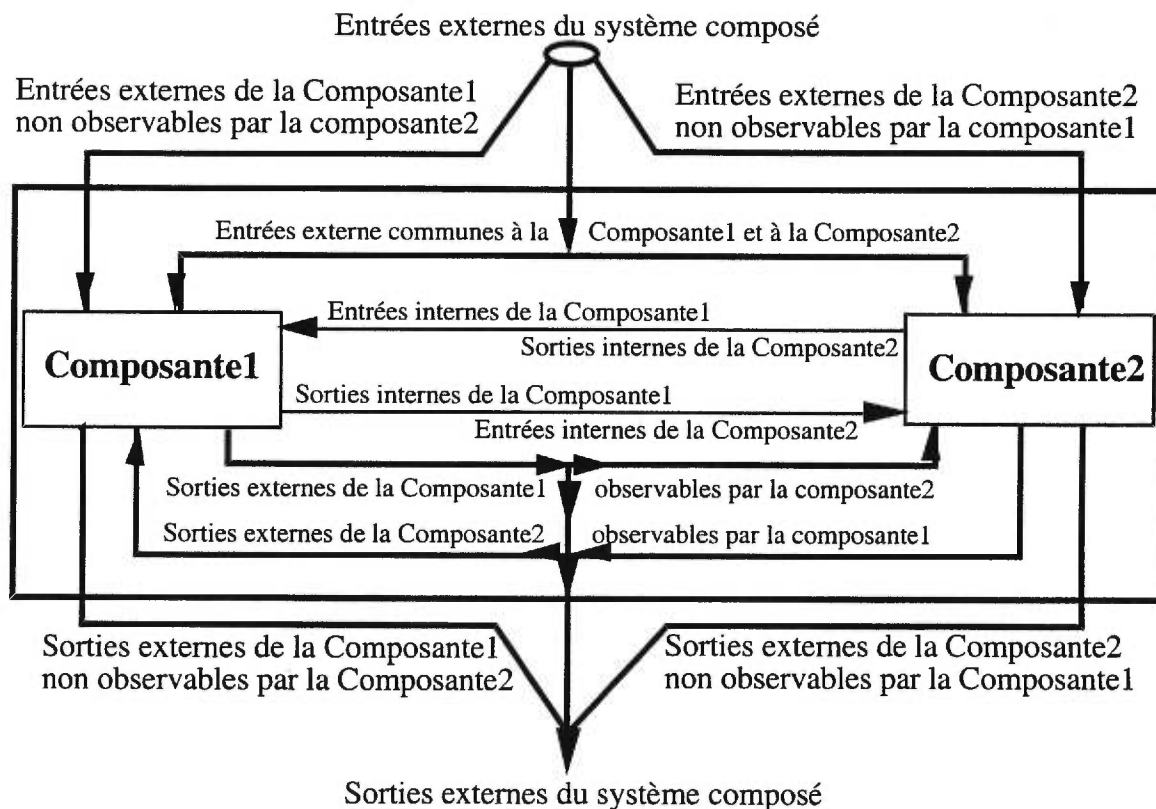 Entrées externes du système composé
Entrées externes de la Composante1
non observables par la composante2
Entrées externes de la Composante2
non observables par la composante1
Entrées externe communes à la Composante1 et à la Composante2
Entrées internes de la Composante1
Sorties internes de la Composante2
Composante1
Composante2
Sorties internes de la Composante1
Entrées internes de la Composante2
Sorties externes de la Composante1 observables par la composante2
Sorties externes de la Composante2 observables par la composante1
Sorties externes de la Composante1
non observables par la Composante2
Sorties externes de la Composante2
non observables par la Composante1
Sorties externes du système composé